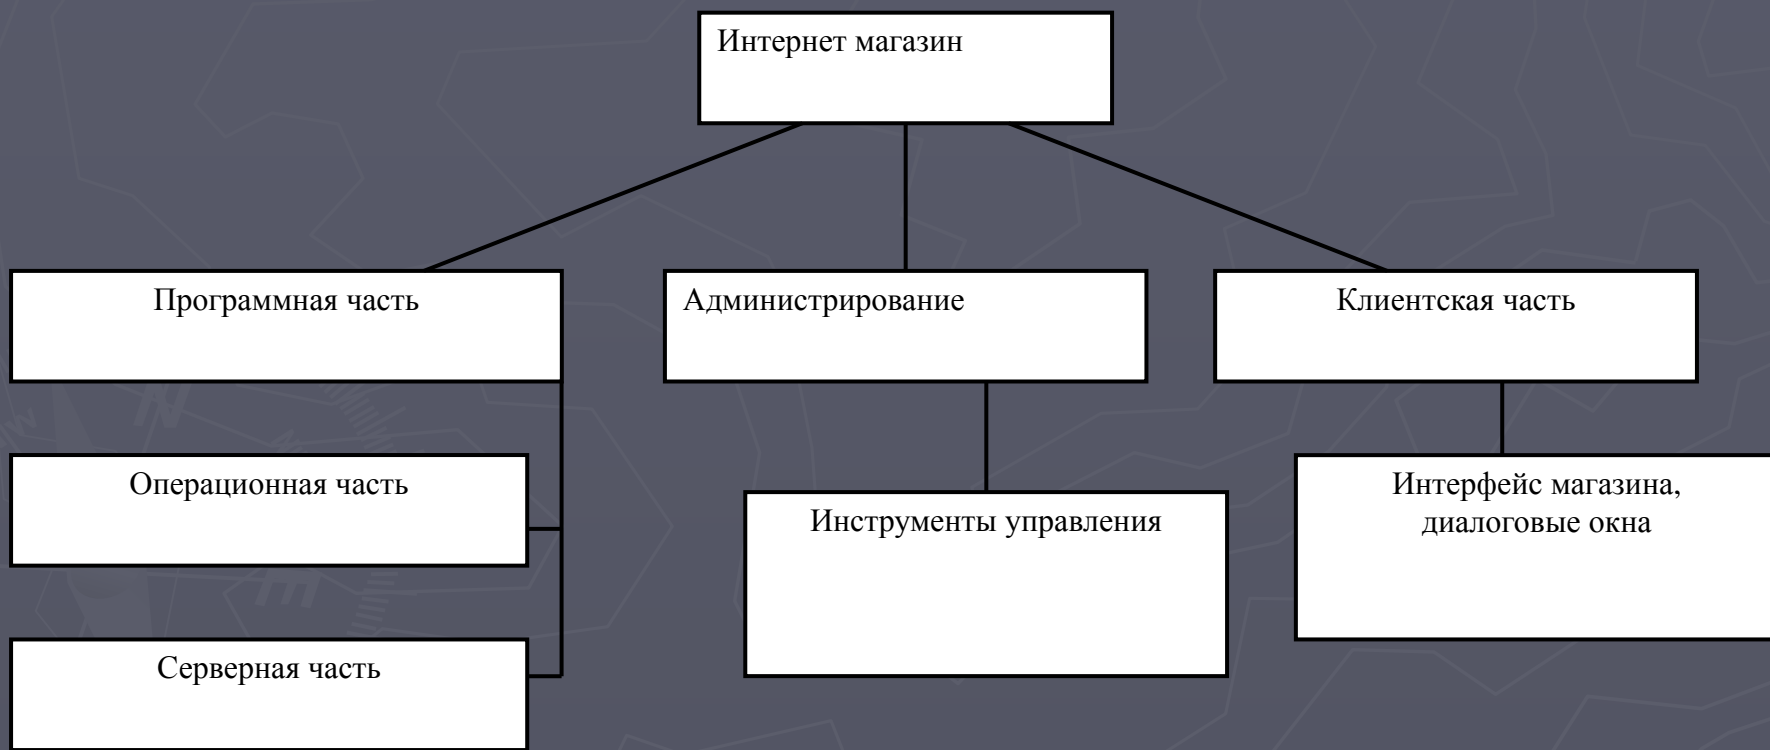 Интернет магазин
Программная часть
Администрирование
Клиентская часть
Операционная часть
Инструменты управления
Интерфейс магазина,
диалоговые окна
Серверная часть